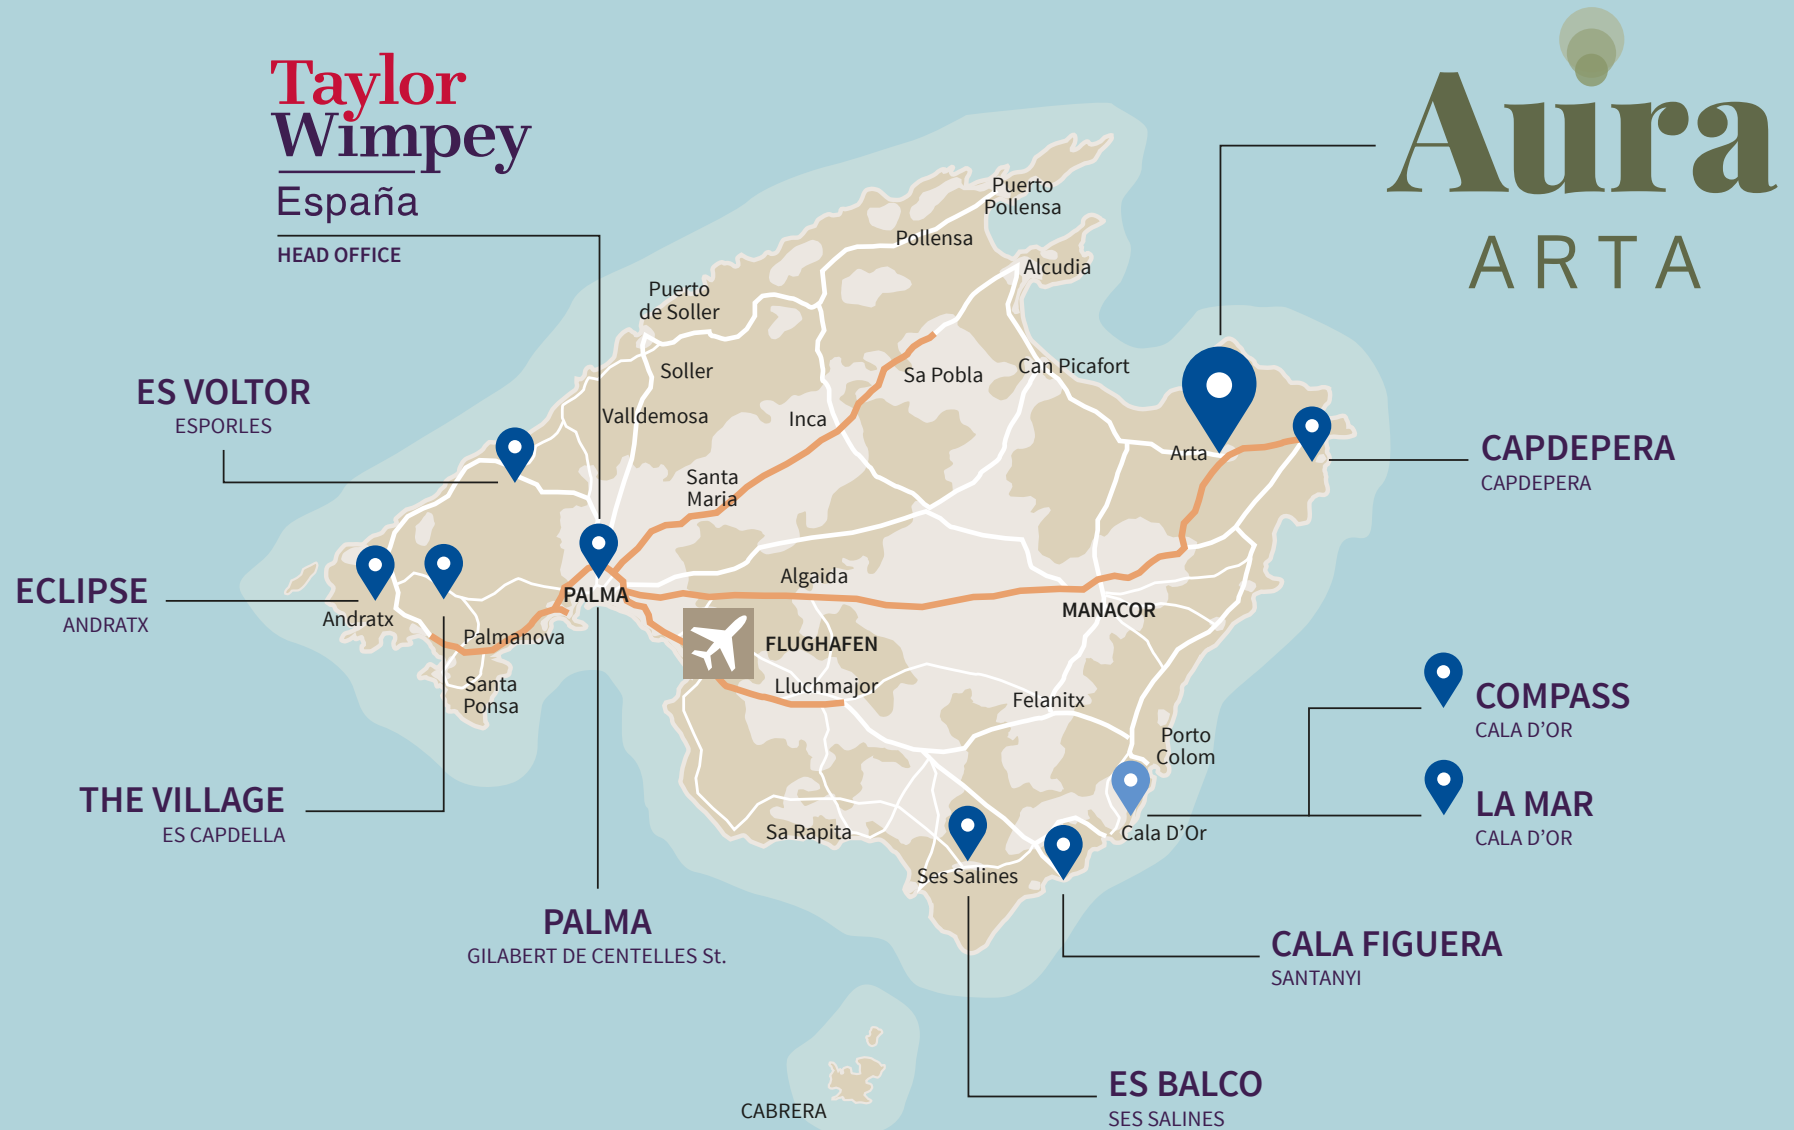 Taylor
Wimpey
España
HEAD OFFICE
Aura
ARTA
Puerto
Pollensa
Pollensa
Alcudia
Puerto
de Soller
Soller
Sa Pobla
Can Picafort
Valldemosa
Inca
Arta
Santa
Maria
ES VOLTOR
ESPORLES
CAPDEPERA
CAPDEPERA
ECLIPSE
ANDRATX
Andratx
PALMA
Algaida
MANACOR
Palmanova
FLUGHAFEN
Santa
Ponsa
Lluchmajor
Felanitx
Porto
Colom
COMPASS
CALA D'OR
THE VILLAGE
ES CAPDELLA
Sa Rapita
Cala D'Or
LA MAR
CALA D'OR
Ses Salines
PALMA
GILABERT DE CENTELLES St.
CALA FIGUERA
SANTANYI
ES BALCO
SES SALINES
CABRERA